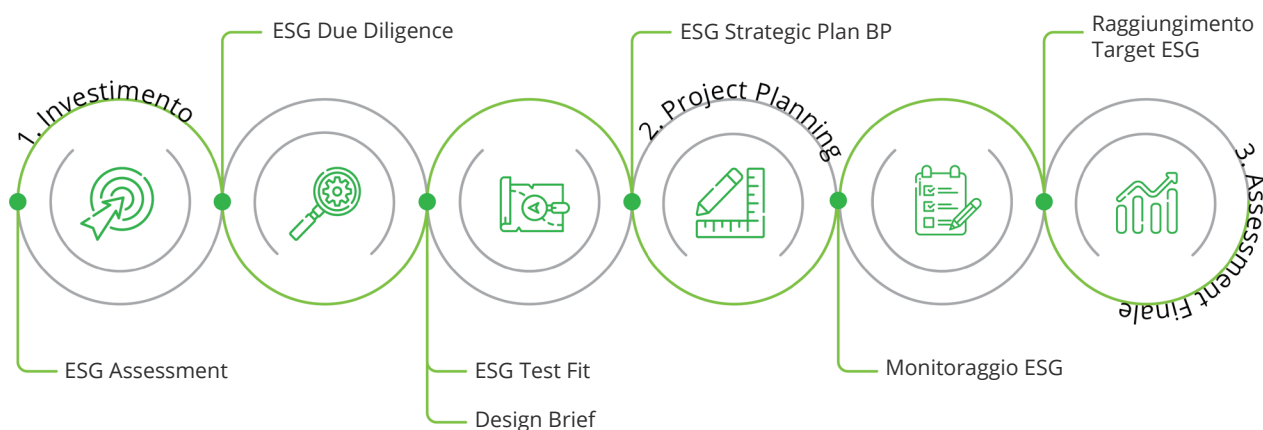 ESG Due Diligence
ESG Strategic Plan BP
Raggiungimento
Target ESG
1. Investimento
2. Project Planning
3. Assessment Finale
ESG Assessment
ESG Test Fit
Monitoraggio ESG
Design Brief